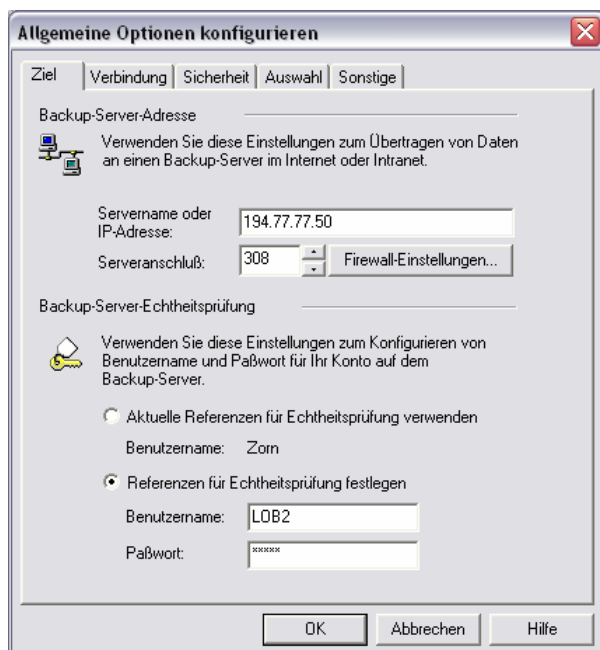 Allgemeine Optionen konfigurieren
Ziel Verbindung Sicherheit Auswahl Sonstige
Backup-Server-Adresse
Verwenden Sie diese Einstellungen zum Übertragen von Daten
an einen Backup-Server im Internet oder Intranet.
Servername oder
IP-Adresse: 194.77.77.50
Serveranschluß: 308 Firewall-Einstellungen...
Backup-Server-Echtheitsprüfung
Verwenden Sie diese Einstellungen zum Konfigurieren von
Benutzername und Paßwort für Ihr Konto auf dem
Backup-Server.
Aktuelle Referenzen für Echtheitsprüfung verwenden
Benutzername: Zorn
Referenzen für Echtheitsprüfung festlegen
Benutzername: LOB2
Paßwort: *****
OK Abbrechen Hilfe